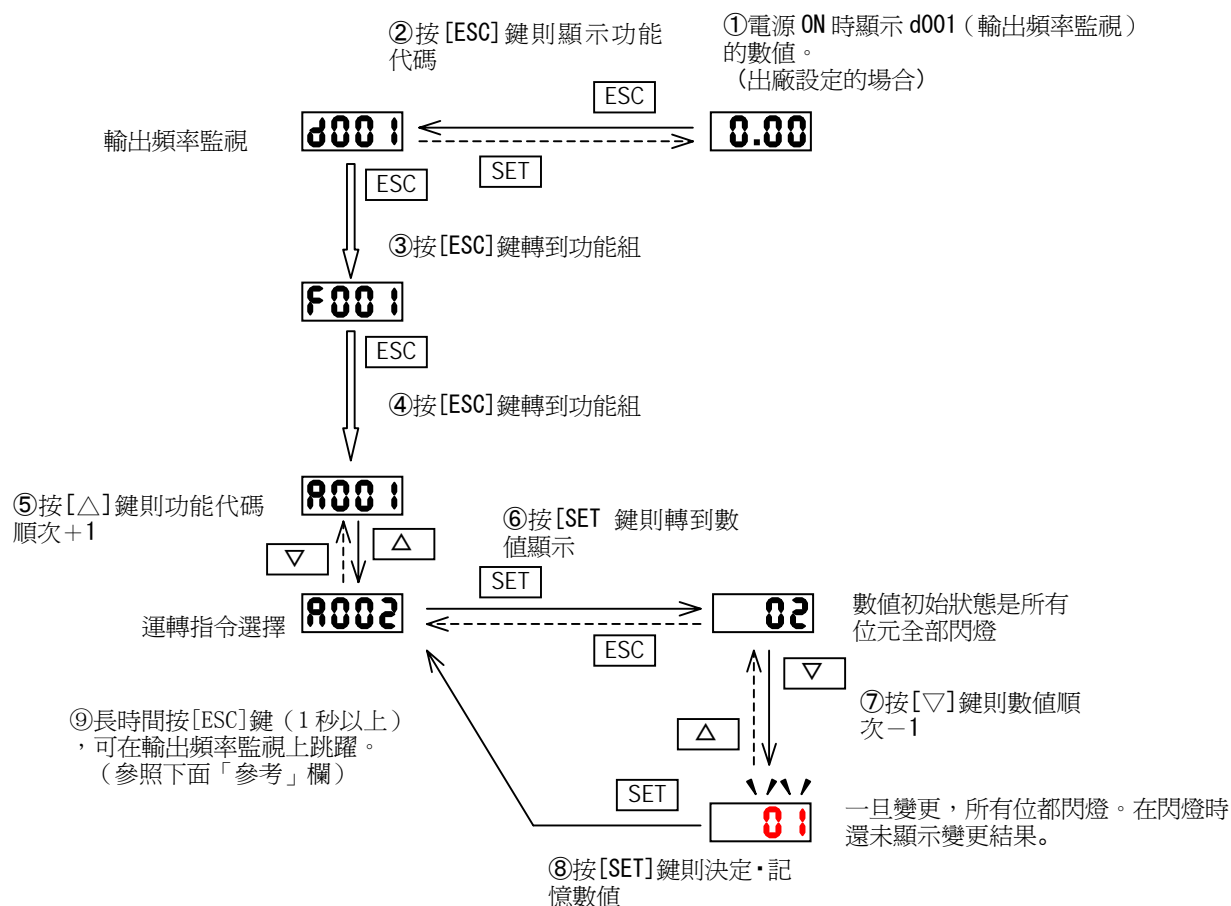 ②按[ESC]鍵則顯示功能
代碼
①電源 ON 時顯示 d001（輸出頻率監視）
的數值。
（出廠設定的場合）
ESC
輸出頻率監視
d001
0.00
SET
ESC
③按[ESC]鍵轉到功能組
F001
ESC
④按[ESC]鍵轉到功能組
A001
⑤按[△]鍵則功能代碼
順次＋1
▽
△
⑥按[SET 鍵則轉到數
值顯示
SET
運轉指令選擇
A002
02
數值初始狀態是所有
位元全部閃燈
ESC
▽
⑦按[▽]鍵則數值順
次－1
△
⑨長時間按[ESC]鍵（1 秒以上）
，可在輸出頻率監視上跳躍。
（參照下面「參考」欄）
SET
01
一旦變更，所有位都閃燈。在閃燈時
還未顯示變更結果。
⑧按[SET]鍵則決定･記
憶數值